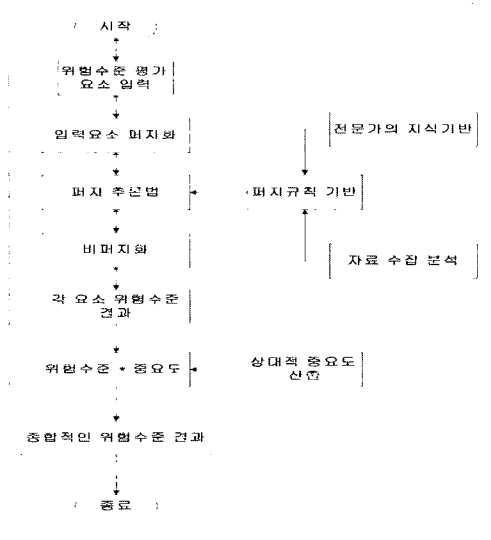 시작
위험수준 평가
요소 입력
입력요소 퍼지화
전문가의 지식기반
퍼지 추론법
퍼지규칙 기반
비퍼지화
자료 수집 분석
각 요소 위험수준
결과
위험수준 * 중요도
상대적 중요도
산출
종합적인 위험수준 결과
종료